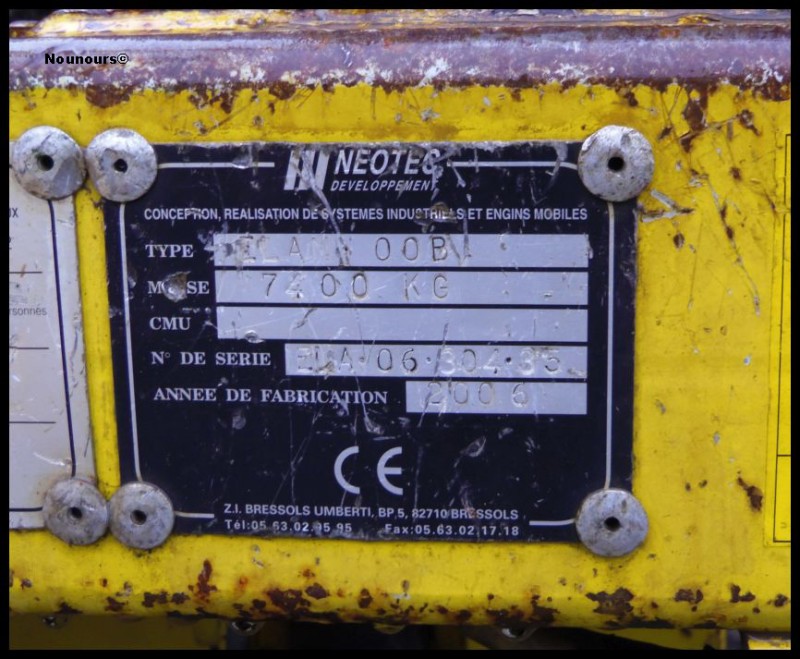 Nounours©
NEOTEC
DEVELOPPEMENT
CONCEPTION, REALISATION DE SYSTEMES INDUSTRIELS ET ENGINS MOBILES
TYPE 00B
MASSE 7400 KG
CMU
N° DE SERIE ELA·06·304·35
ANNEE DE FABRICATION 2006
CE
Z.I. BRESSOLS UMBERTI, BP.5, 82710 BRESSOLS
Tél:05.63.02.95.95 Fax:05.63.02.17.18